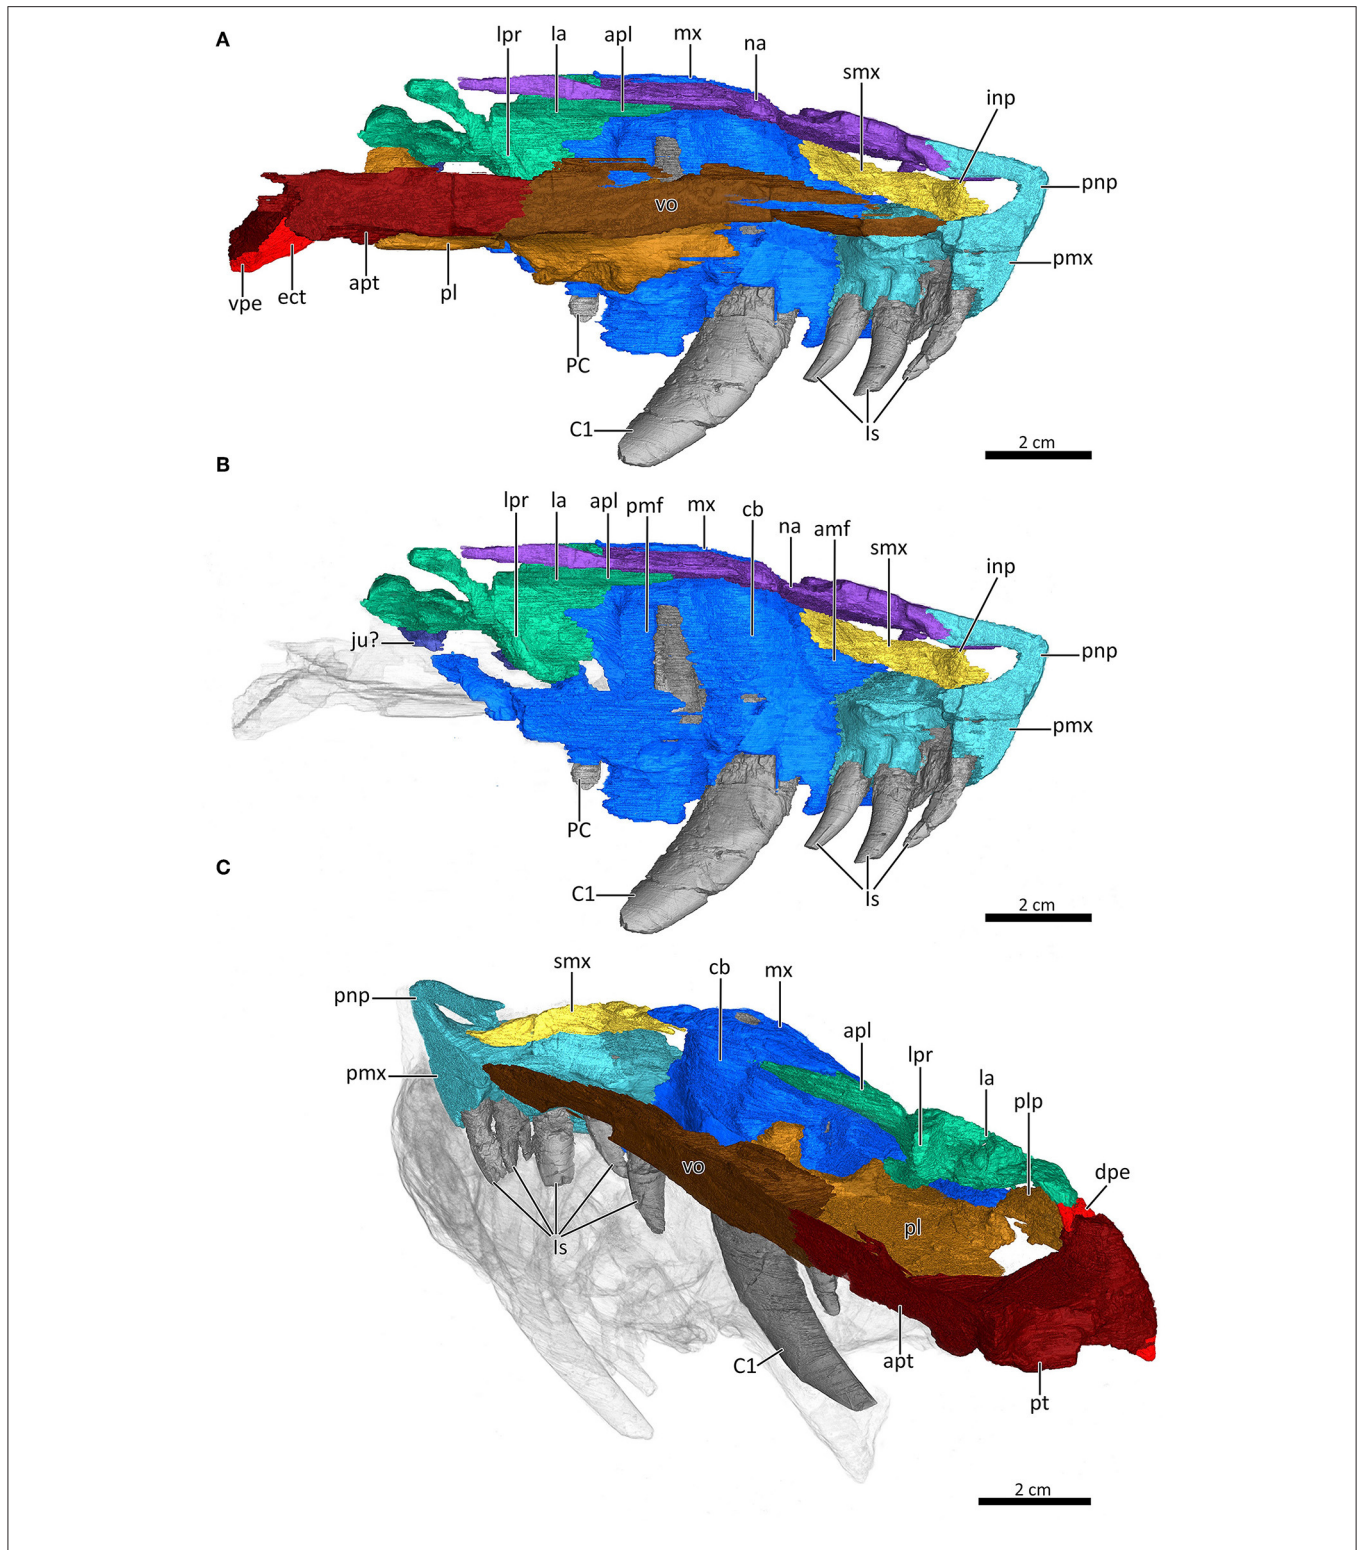 A
lpr la apl mx na
smx
inp
pnp
vo
pmx
vpe ect apt pl
PC
C1
Is
2 cm
B
lpr la apl pmf mx cb
na amf
smx
inp
ju?
pnp
pmx
PC
C1
Is
2 cm
C
smx cb mx
pnp
apl
lpr
la
pmx
plp
vo
dpe
pl
Is
C1
apt
pt
2 cm